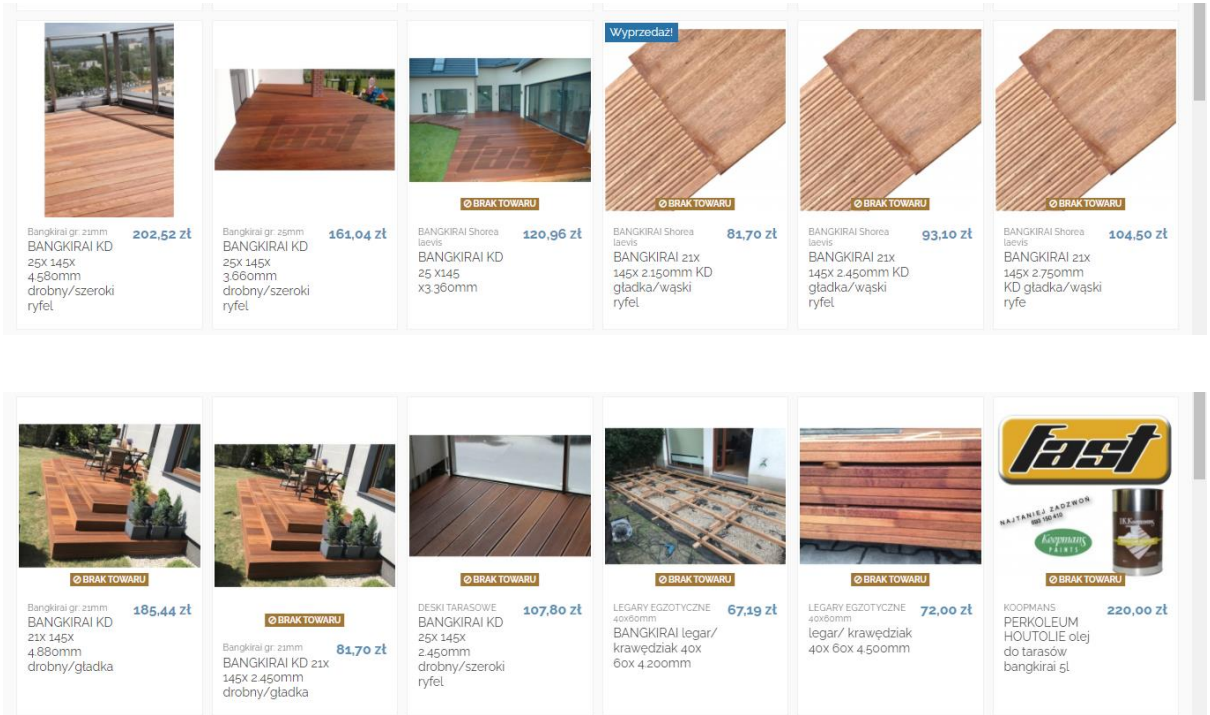 Wyprzedaż!
fast
fast
BRAK TOWARU
BRAK TOWARU
BRAK TOWARU
BRAK TOWARU
Bangkirai gr: 21mm
202,52 zł
BANGKIRAI KD
25x 145x
4.580mm
drobny/szeroki
ryfel
Bangkirai gr: 25mm
161,04 zł
BANGKIRAI KD
25x 145x
3.660mm
drobny/szeroki
ryfel
BANGKIRAI Shorea
laevis
120,96 zł
BANGKIRAI KD
25 x145
x3.360mm
BANGKIRAI Shorea
laevis
81,70 zł
BANGKIRAI 21x
145x 2.150mm KD
gładka/wąski
ryfel
BANGKIRAI Shorea
laevis
93,10 zł
BANGKIRAI 21x
145x 2.450mm KD
gładka/wąski
ryfel
BANGKIRAI Shorea
laevis
104,50 zł
BANGKIRAI 21x
145x 2.750mm
KD gładka/wąski
ryfe
fast
NAJTANIEJ ZADZWOŃ
Koopmans
PAINTS
BRAK TOWARU
BRAK TOWARU
BRAK TOWARU
BRAK TOWARU
BRAK TOWARU
BRAK TOWARU
Bangkirai gr: 21mm
185,44 zł
BANGKIRAI KD
21x 145x
4.880mm
drobny/gładka
Bangkirai gr: 21mm
81,70 zł
BANGKIRAI KD 21x
145x 2.450mm
drobny/gładka
DESKI TARASOWE
107,80 zł
BANGKIRAI KD
25x 145x
2.450mm
drobny/szeroki
ryfel
LEGARY EGZOTYCZNE
40x60mm
67,19 zł
BANGKIRAI legar/
krawędziak 40x
60x 4.200mm
LEGARY EGZOTYCZNE
40x60mm
72,00 zł
legar/ krawędziak
40x 60x 4.500mm
KOOPMANS
220,00 zł
PERKOLEUM
HOUTOLIE olej
do tarasów
bangkirai 5l